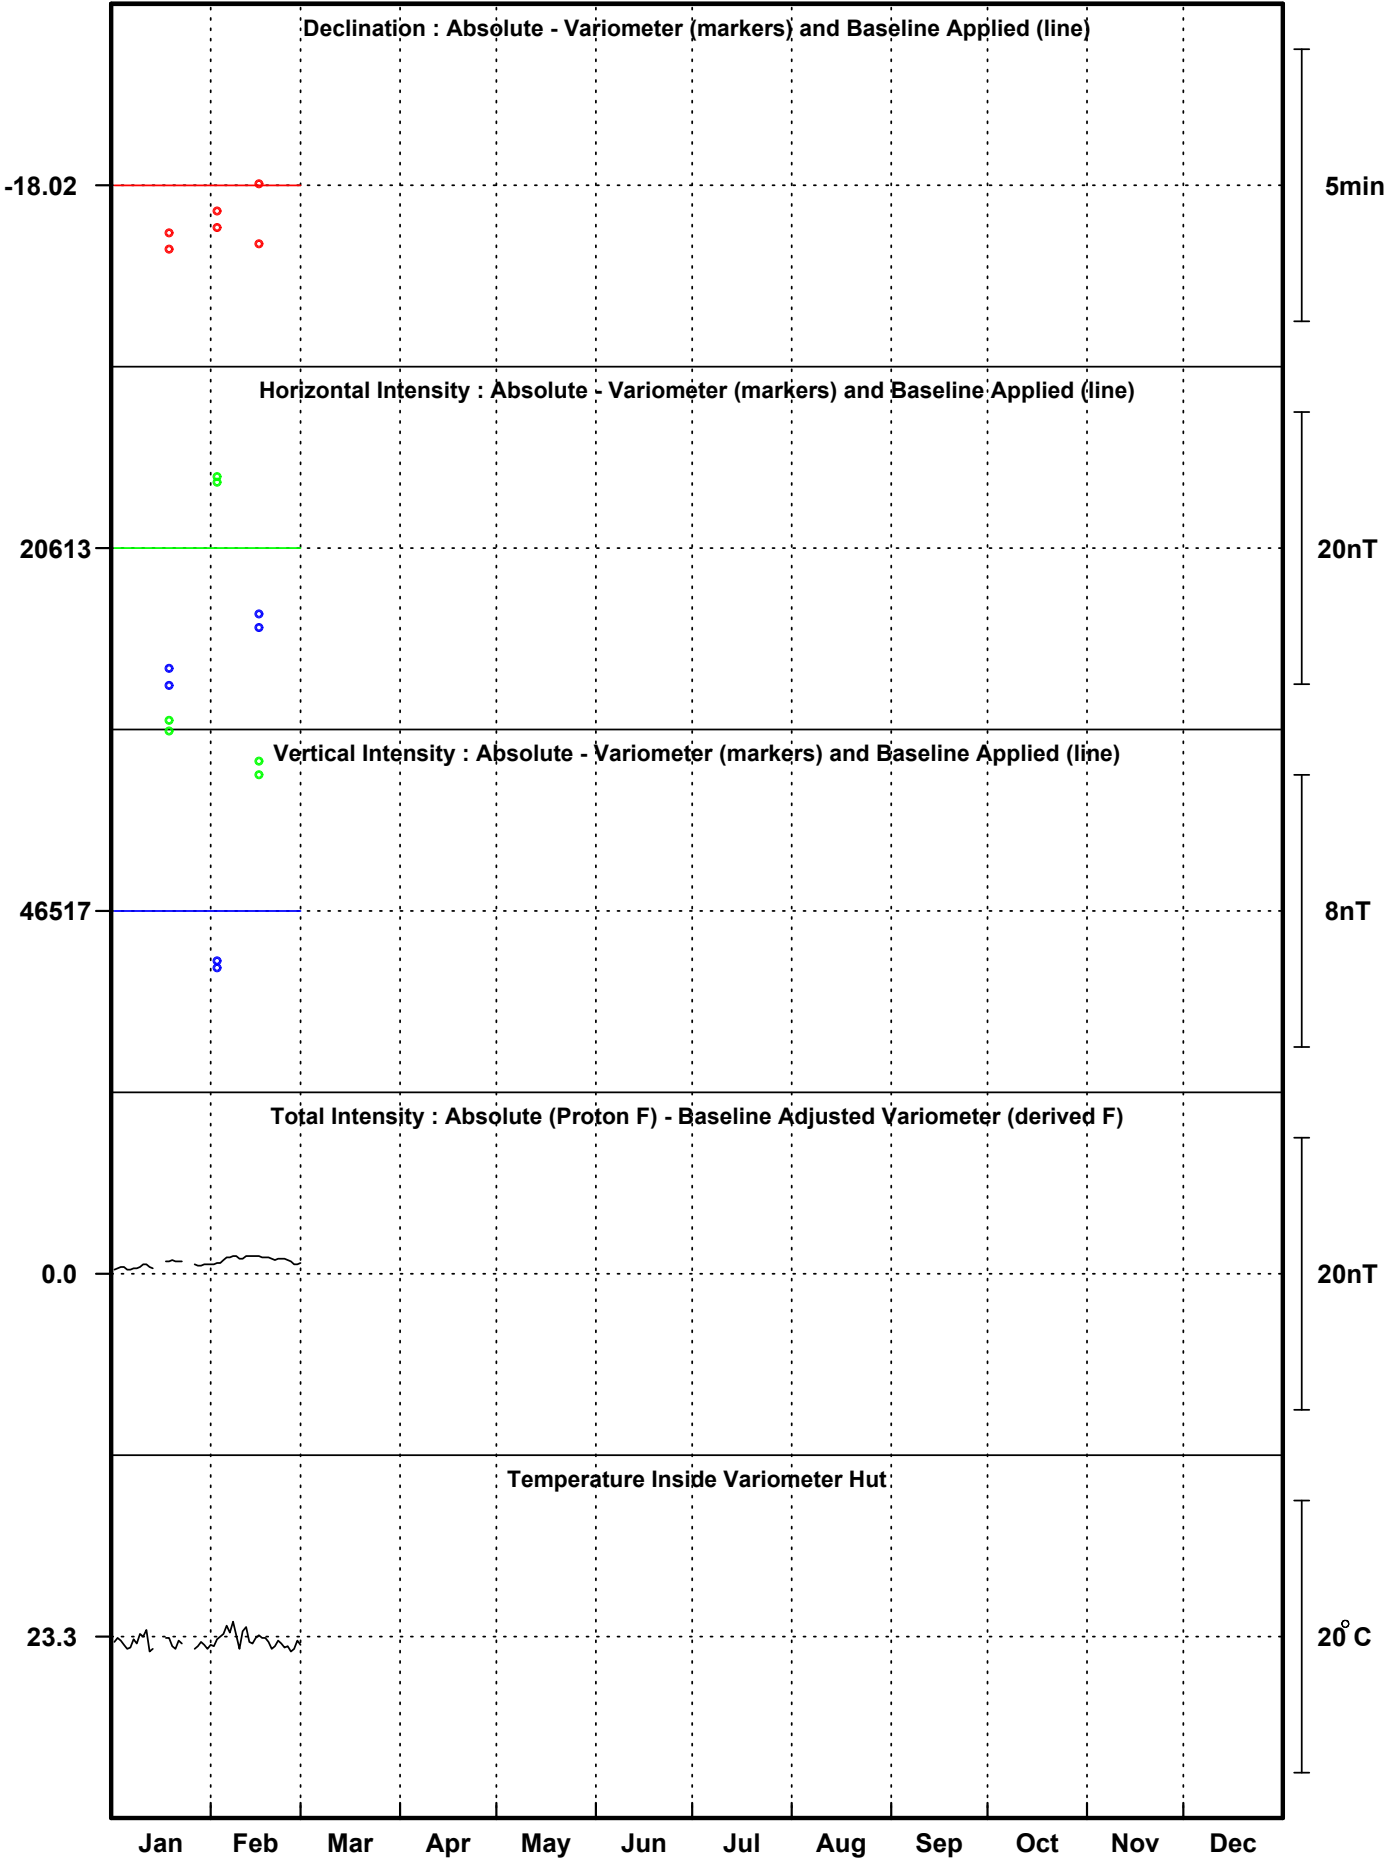 Declination : Absolute - Variometer (markers) and Baseline Applied (line)
-18.02
5min
Horizontal Intensity : Absolute - Variometer (markers) and Baseline Applied (line)
20613
20nT
Vertical Intensity : Absolute - Variometer (markers) and Baseline Applied (line)
46517
8nT
Total Intensity : Absolute (Proton F) - Baseline Adjusted Variometer (derived F)
0.0
20nT
Temperature Inside Variometer Hut
23.3
20°C
Jan Feb Mar Apr May Jun Jul Aug Sep Oct Nov Dec